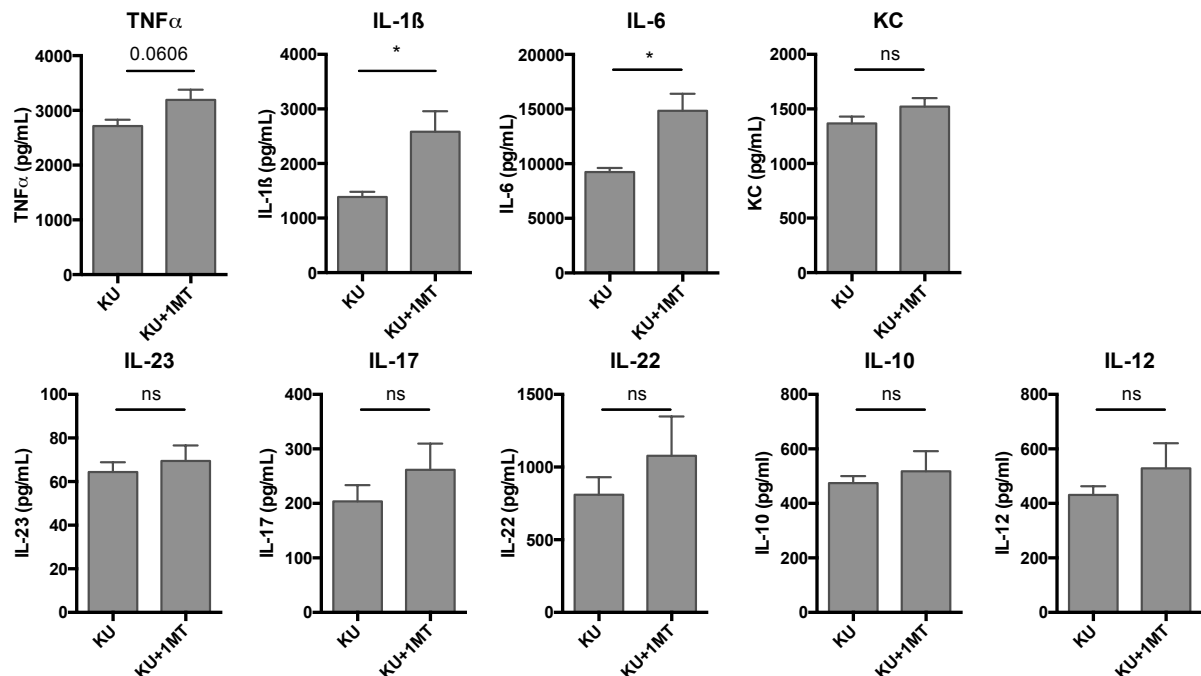 TNFα
0.0606
4000
3000
2000
1000
0
TNFα (pg/mL)
KU
KU+1MT
IL-1ß
*
4000
3000
2000
1000
0
IL-1ß (pg/mL)
KU
KU+1MT
IL-6
*
20000
15000
10000
5000
0
IL-6 (pg/mL)
KU
KU+1MT
KC
ns
2000
1500
1000
500
0
KC (pg/mL)
KU
KU+1MT
IL-23
ns
100
80
60
40
20
0
IL-23 (pg/mL)
KU
KU+1MT
IL-17
ns
400
300
200
100
0
IL-17 (pg/mL)
KU
KU+1MT
IL-22
ns
1500
1000
500
0
IL-22 (pg/mL)
KU
KU+1MT
IL-10
ns
800
600
400
200
0
IL-10 (pg/ml)
KU
KU+1MT
IL-12
ns
800
600
400
200
0
IL-12 (pg/ml)
KU
KU+1MT